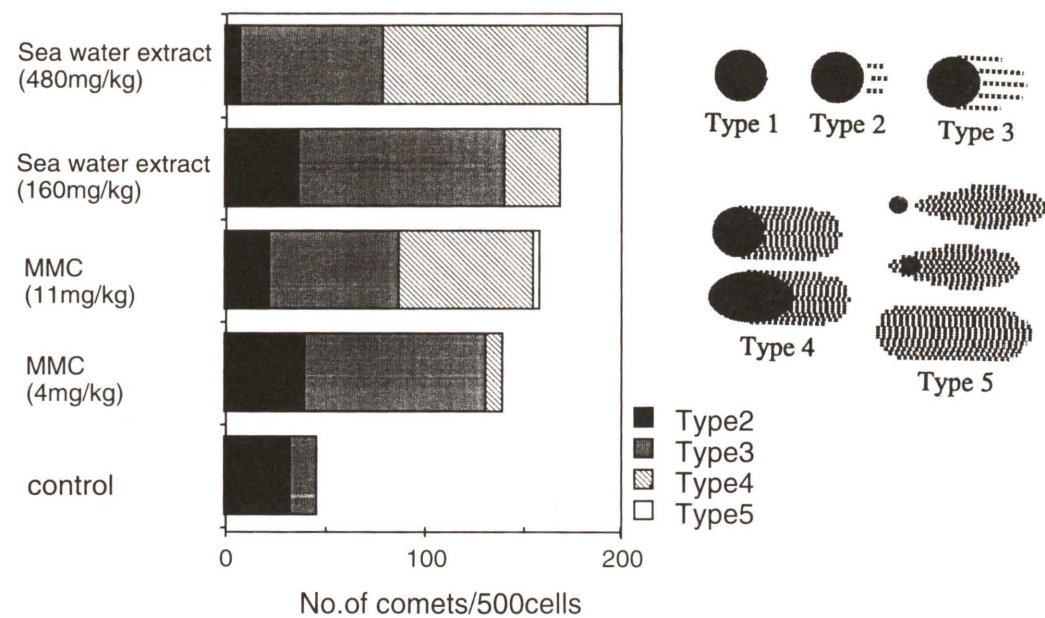 Sea water extract
(480mg/kg)
Sea water extract
(160mg/kg)
MMC
(11mg/kg)
MMC
(4mg/kg)
control
0 100 200
No.of comets/500cells
Type 1 Type 2 Type 3
Type 4 Type 5
Type2
Type3
Type4
Type5